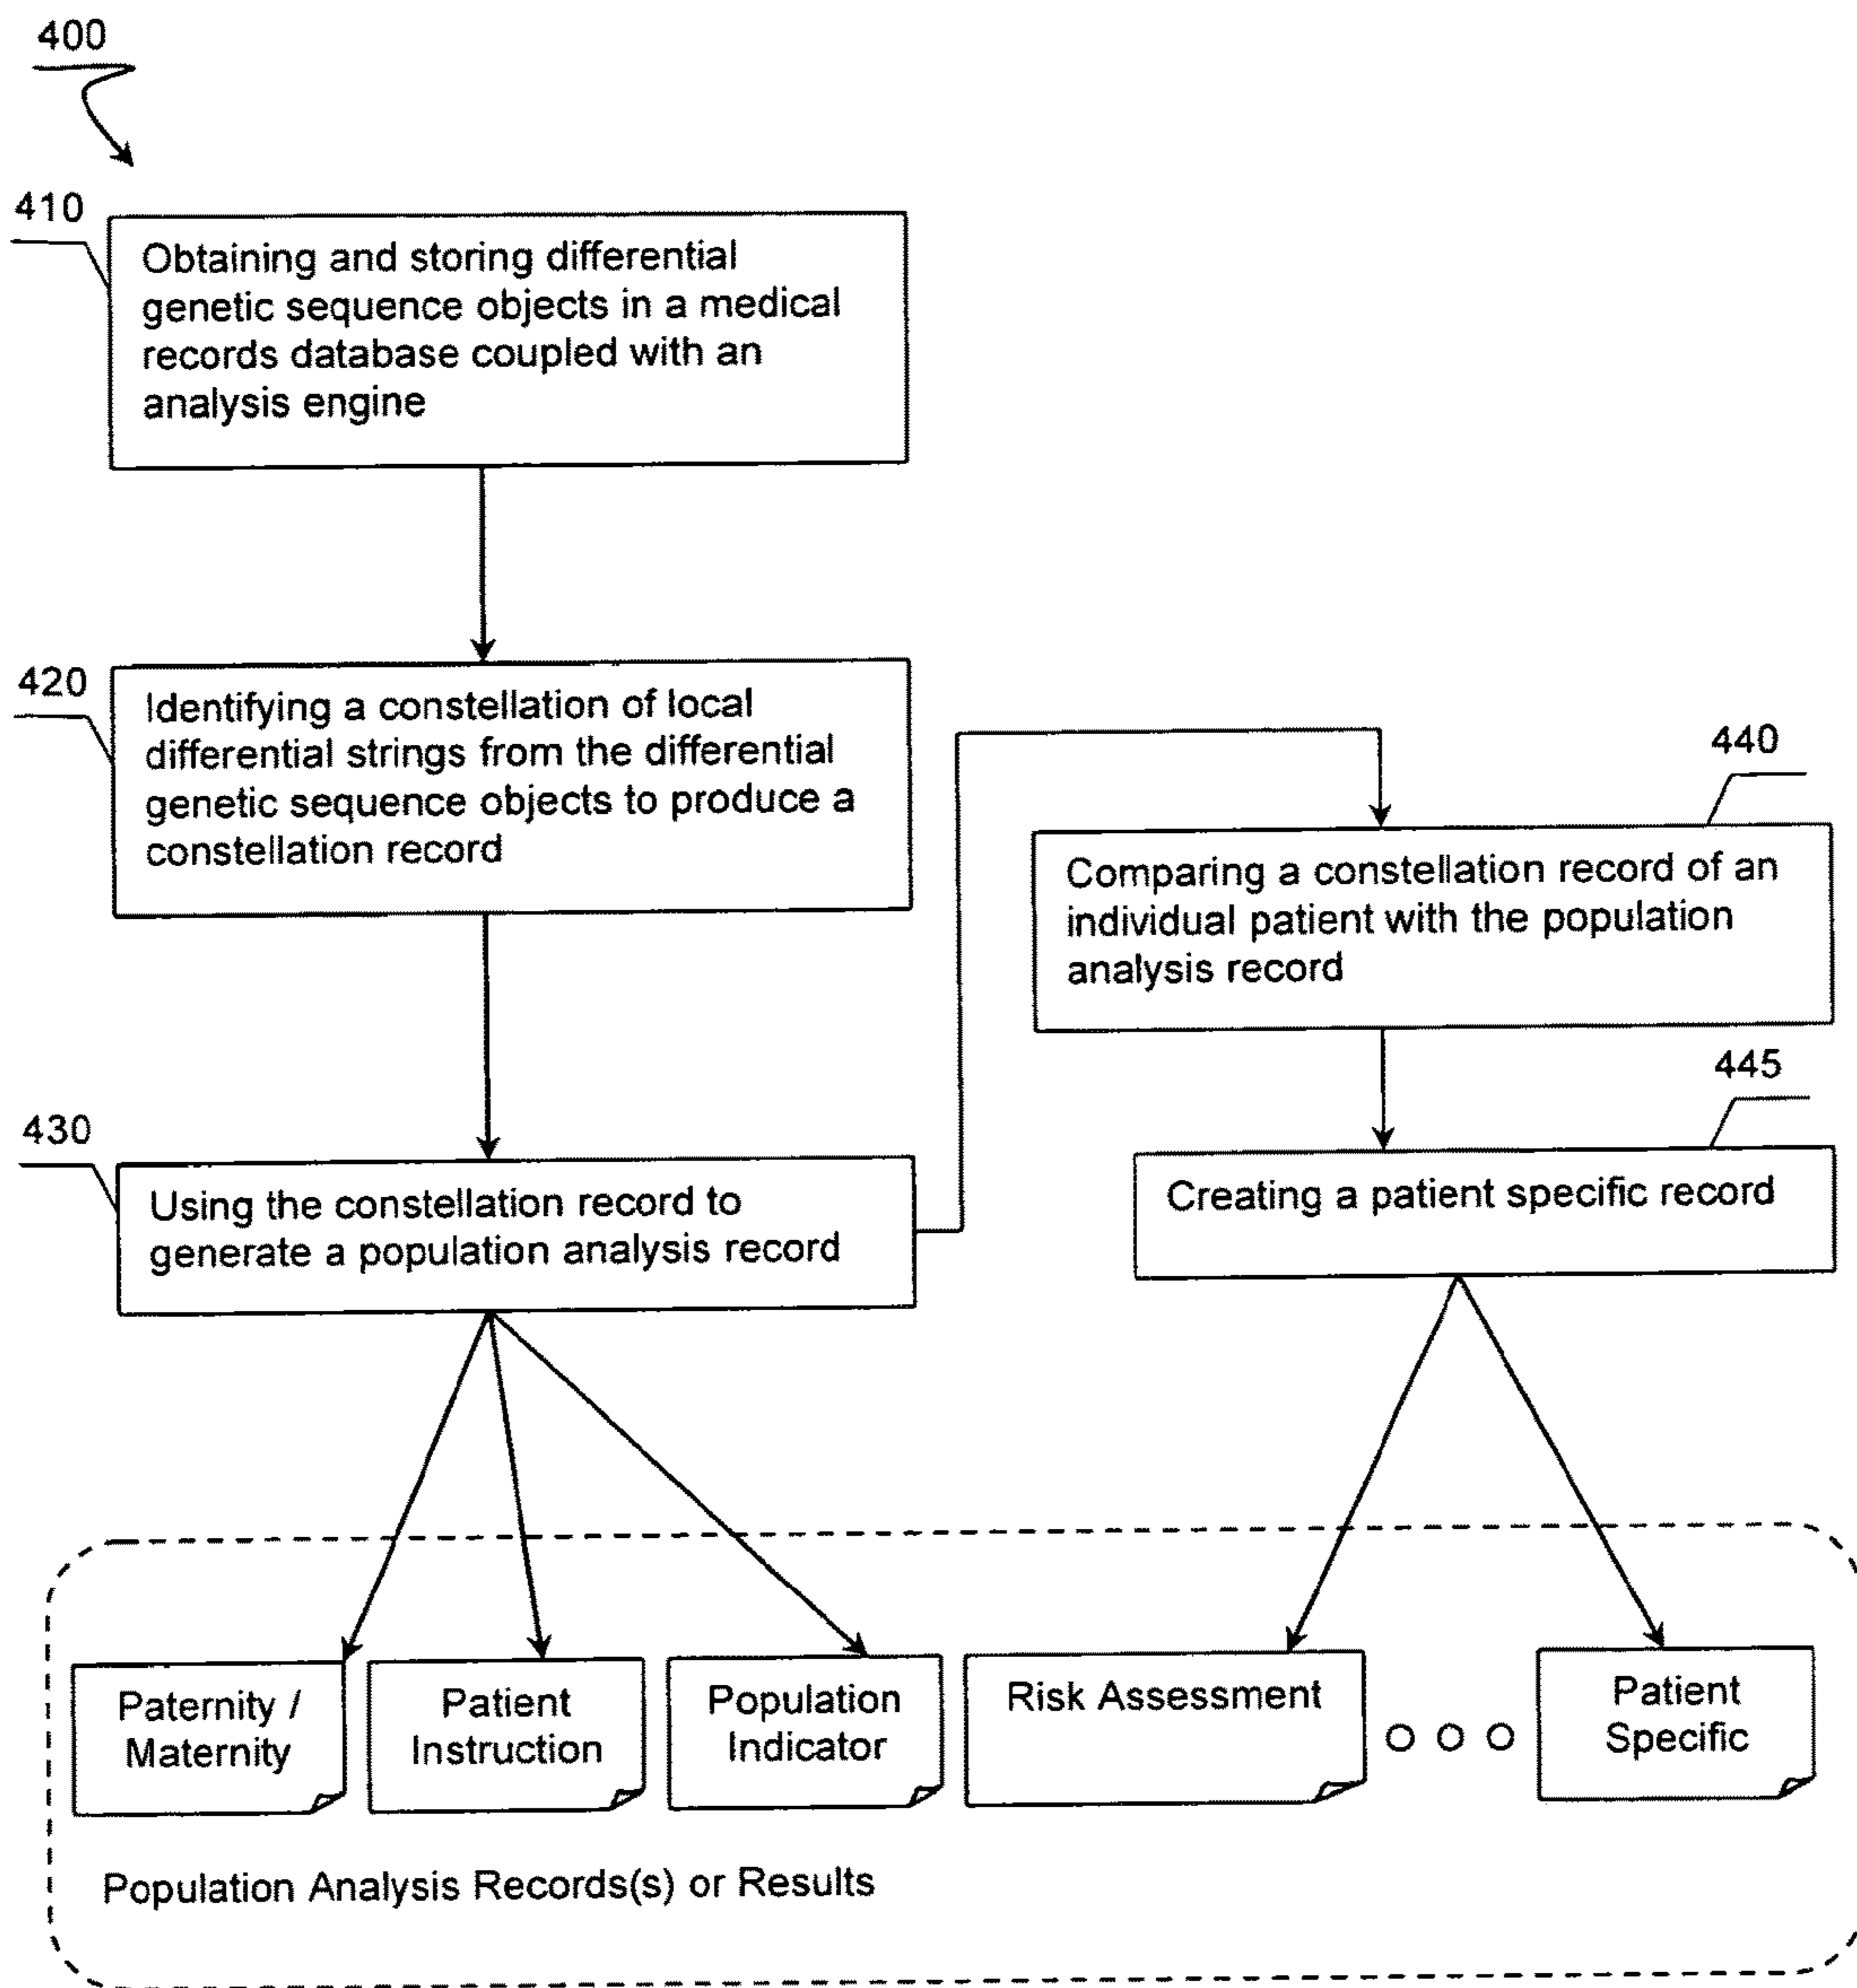 400
410
Obtaining and storing differential
genetic sequence objects in a medical
records database coupled with an
analysis engine
420
Identifying a constellation of local
differential strings from the differential
genetic sequence objects to produce a
constellation record
430
Using the constellation record to
generate a population analysis record
440
Comparing a constellation record of an
individual patient with the population
analysis record
445
Creating a patient specific record
Paternity /
Maternity
Patient
Instruction
Population
Indicator
Risk Assessment
Patient
Specific
Population Analysis Records(s) or Results